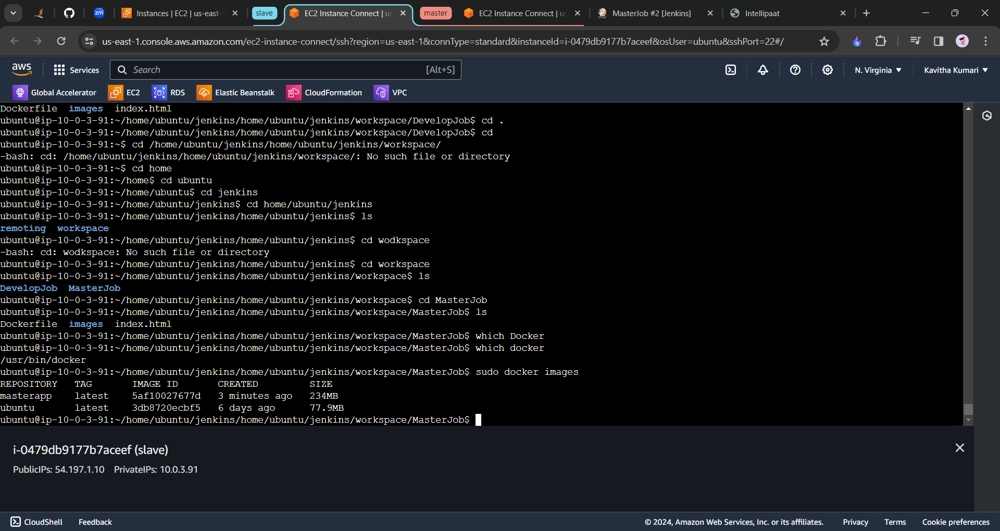 zm
Instances | EC2 | us-east-
slave
EC2 Instance Connect | us
master
EC2 Instance Connect | us
MasterJob #2 [Jenkins]
Intellipaat
us-east-1.console.aws.amazon.com/ec2-instance-connect/ssh?region=us-east-1&connType=standard&instanceId=i-0479db9177b7aceef&osUser=ubuntu&sshPort=22#/
aws
Services
Search
[Alt+S]
N. Virginia
Kavitha Kumari
Global Accelerator
EC2
RDS
Elastic Beanstalk
CloudFormation
VPC
Dockerfile  images  index.html
ubuntu@ip-10-0-3-91:~/home/ubuntu/jenkins/home/ubuntu/jenkins/workspace/DevelopJob$ cd .
ubuntu@ip-10-0-3-91:~/home/ubuntu/jenkins/home/ubuntu/jenkins/workspace/DevelopJob$ cd
ubuntu@ip-10-0-3-91:~$ cd /home/ubuntu/jenkins/home/ubuntu/jenkins/workspace/
-bash: cd: /home/ubuntu/jenkins/home/ubuntu/jenkins/workspace/: No such file or directory
ubuntu@ip-10-0-3-91:~$ cd home
ubuntu@ip-10-0-3-91:~/home$ cd ubuntu
ubuntu@ip-10-0-3-91:~/home/ubuntu$ cd jenkins
ubuntu@ip-10-0-3-91:~/home/ubuntu/jenkins$ cd home/ubuntu/jenkins
ubuntu@ip-10-0-3-91:~/home/ubuntu/jenkins/home/ubuntu/jenkins$ ls
remoting  workspace
ubuntu@ip-10-0-3-91:~/home/ubuntu/jenkins/home/ubuntu/jenkins$ cd wodkspace
-bash: cd: wodkspace: No such file or directory
ubuntu@ip-10-0-3-91:~/home/ubuntu/jenkins/home/ubuntu/jenkins$ cd workspace
ubuntu@ip-10-0-3-91:~/home/ubuntu/jenkins/home/ubuntu/jenkins/workspace$ ls
DevelopJob  MasterJob
ubuntu@ip-10-0-3-91:~/home/ubuntu/jenkins/home/ubuntu/jenkins/workspace$ cd MasterJob
ubuntu@ip-10-0-3-91:~/home/ubuntu/jenkins/home/ubuntu/jenkins/workspace/MasterJob$ ls
Dockerfile  images  index.html
ubuntu@ip-10-0-3-91:~/home/ubuntu/jenkins/home/ubuntu/jenkins/workspace/MasterJob$ which Docker
ubuntu@ip-10-0-3-91:~/home/ubuntu/jenkins/home/ubuntu/jenkins/workspace/MasterJob$ which docker
/usr/bin/docker
ubuntu@ip-10-0-3-91:~/home/ubuntu/jenkins/home/ubuntu/jenkins/workspace/MasterJob$ sudo docker images
REPOSITORY   TAG       IMAGE ID       CREATED         SIZE
masterapp    latest    5af10027677d   3 minutes ago   234MB
ubuntu       latest    3db8720ecbf5   6 days ago      77.9MB
ubuntu@ip-10-0-3-91:~/home/ubuntu/jenkins/home/ubuntu/jenkins/workspace/MasterJob$
i-0479db9177b7aceef (slave)
PublicIPs: 54.197.1.10 PrivateIPs: 10.0.3.91
CloudShell
Feedback
© 2024, Amazon Web Services, Inc. or its affiliates.
Privacy
Terms
Cookie preferences